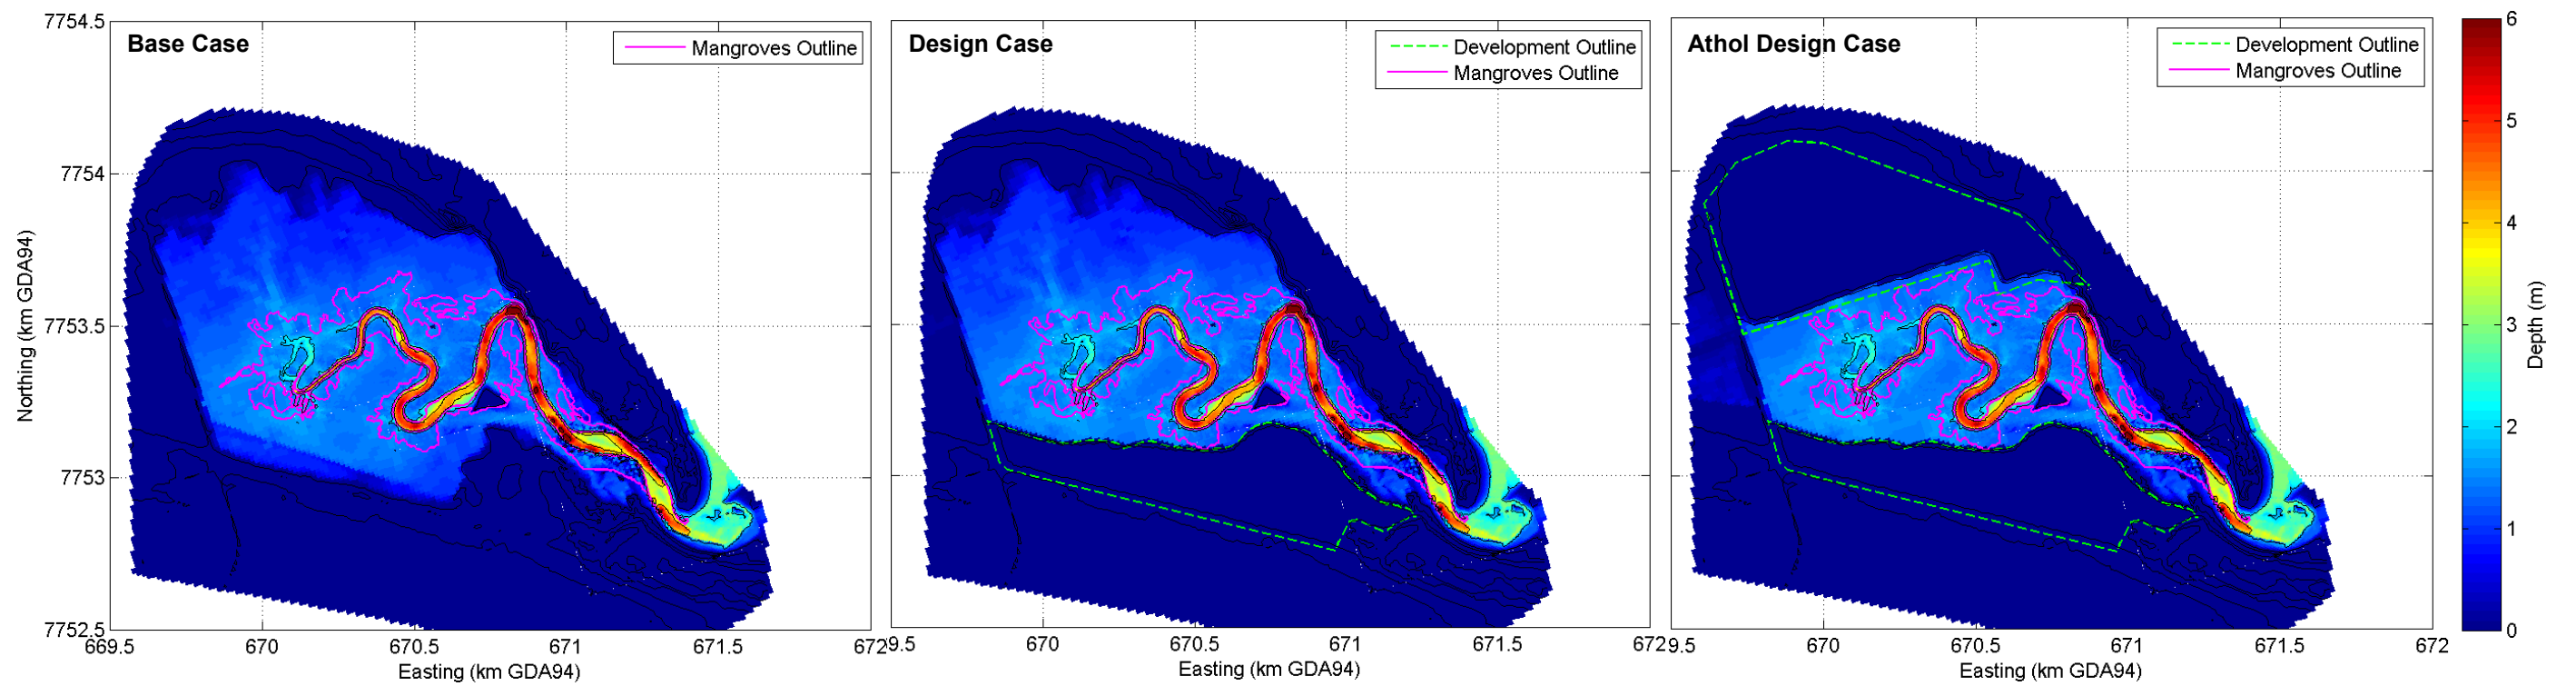 Base Case
Mangroves Outline
7754.5
7754
7753.5
7753
7752.5
Northing (km GDA94)
669.5
670
670.5
671
671.5
672
Easting (km GDA94)
Design Case
Development Outline
Mangroves Outline
9.5
670
670.5
671
671.5
672
Easting (km GDA94)
Athol Design Case
Development Outline
Mangroves Outline
9.5
670
670.5
671
671.5
672
Easting (km GDA94)
6
5
4
3
2
1
0
Depth (m)